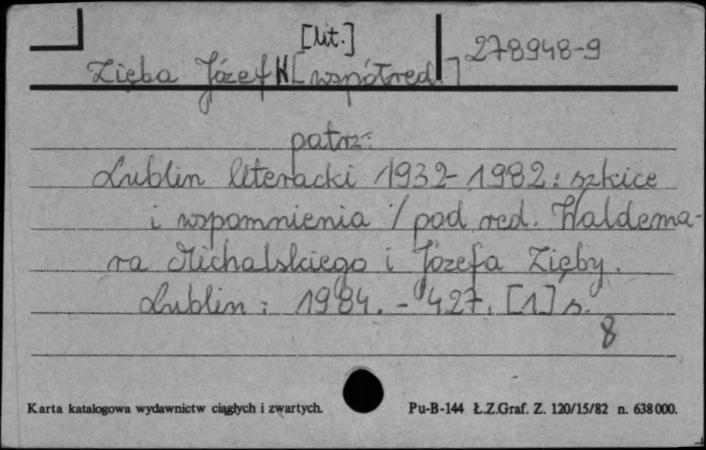 [lit.]
278948-9
Zięba Józef [współred.]
patrz:
Lublin literacki 1932-1982: szkice
i wspomnienia / pod red. Waldema-
ra Michalskiego i Józefa Zięby.
Lublin: 1984. - 427, [1] s.
8
Karta katalogowa wydawnictw ciągłych i zwartych.
Pu-B-144 Ł.Z.Graf. Z. 120/15/82 n. 638000.